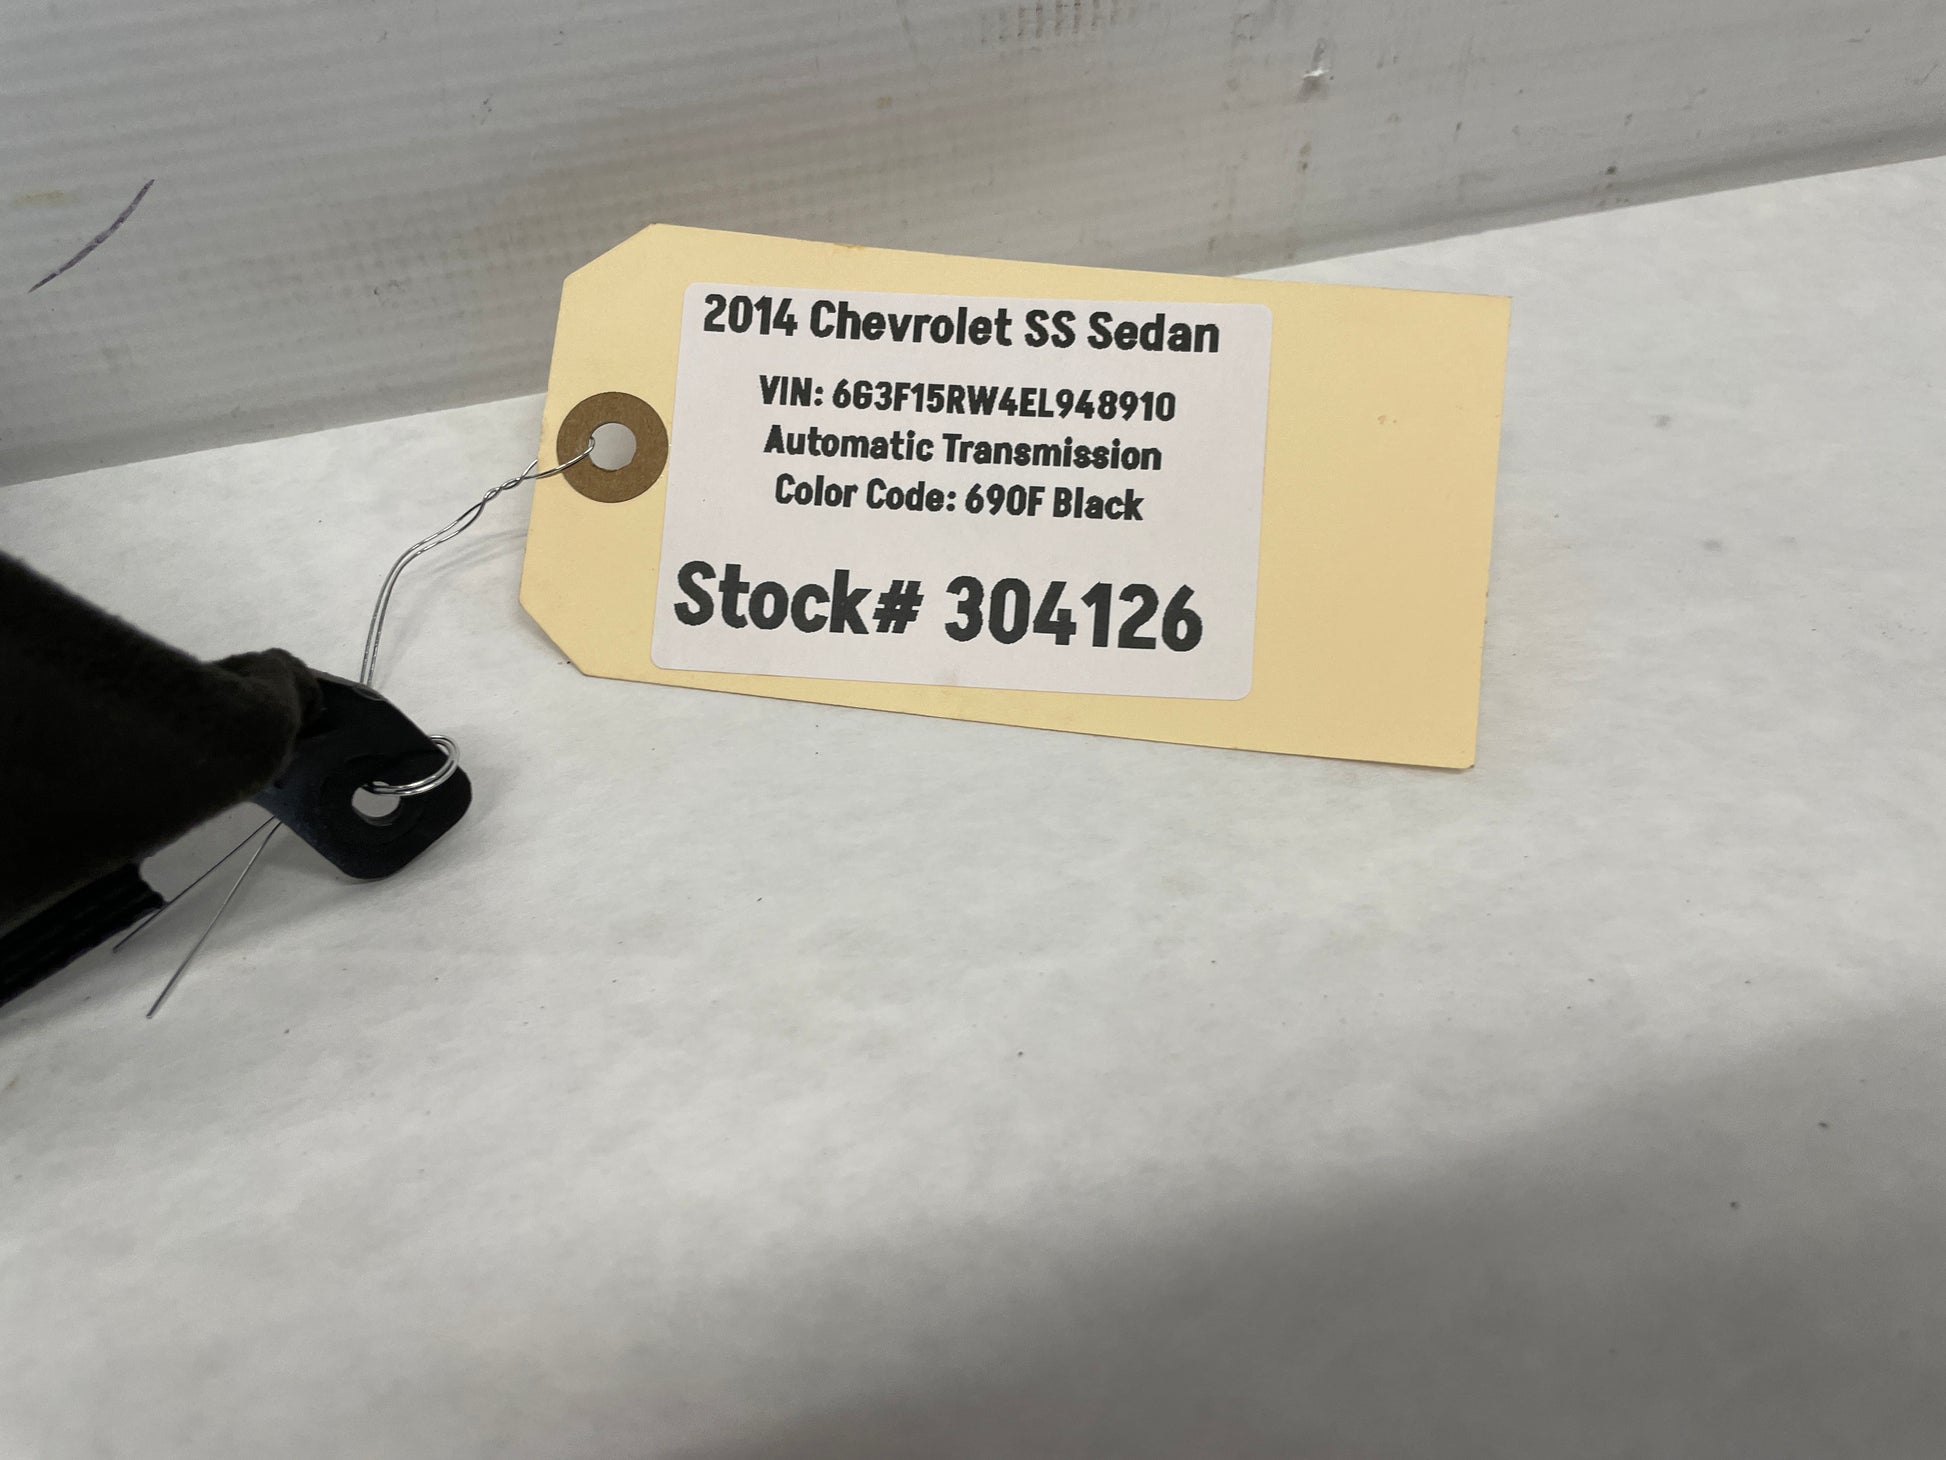 2014 Chevrolet SS Sedan
VIN: 6G3F15RW4EL948910
Automatic Transmission
Color Code: 690F Black
Stock# 304126